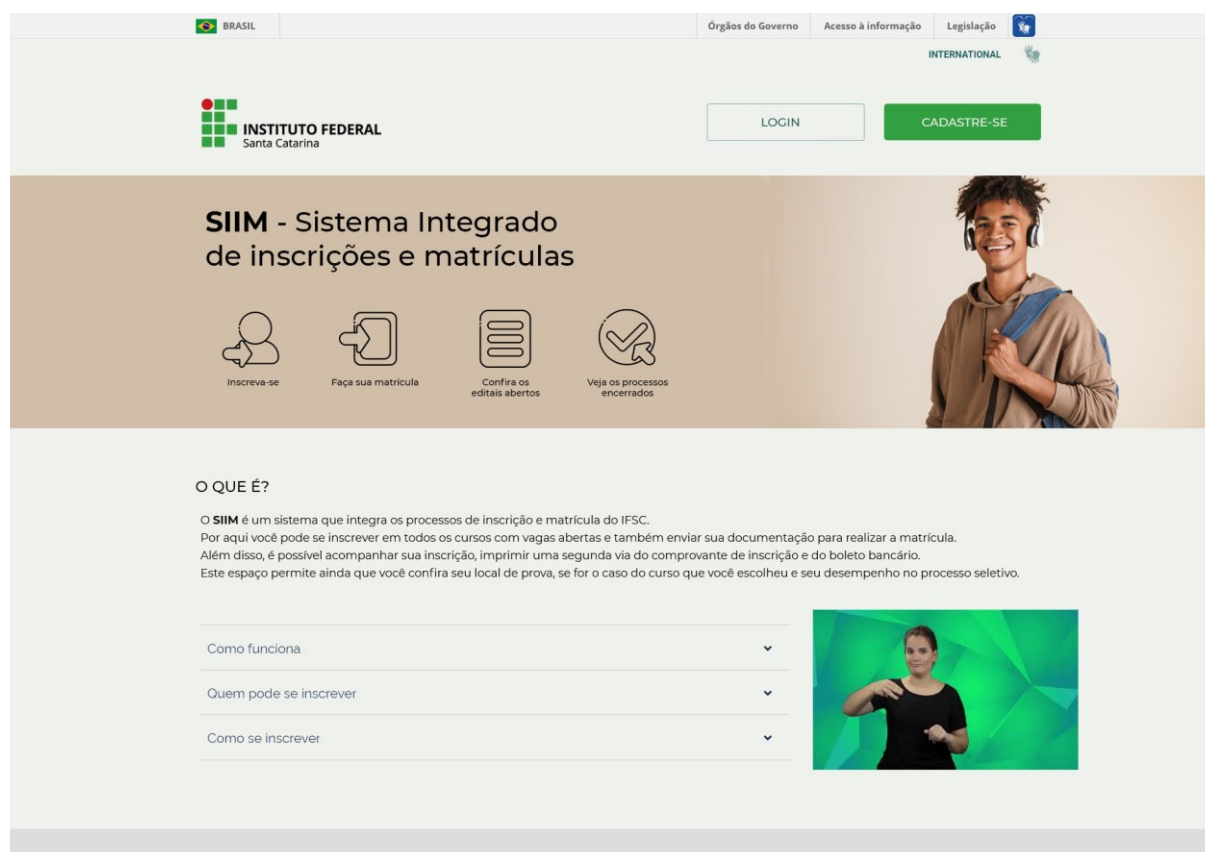 BRASIL
Órgãos do Governo
Acesso à informação
Legislação
INTERNATIONAL
INSTITUTO FEDERAL
Santa Catarina
LOGIN
CADASTRE-SE
SIIM - Sistema Integrado
de inscrições e matrículas
Inscreva-se
Faça sua matrícula
Confira os
editais abertos
Veja os processos
encerrados
O QUE É?
O SIIM é um sistema que integra os processos de inscrição e matrícula do IFSC.
Por aqui você pode se inscrever em todos os cursos com vagas abertas e também enviar sua documentação para realizar a matrícula.
Além disso, é possível acompanhar sua inscrição, imprimir uma segunda via do comprovante de inscrição e do boleto bancário.
Este espaço permite ainda que você confira seu local de prova, se for o caso do curso que você escolheu e seu desempenho no processo seletivo.
Como funciona
Quem pode se inscrever
Como se inscrever